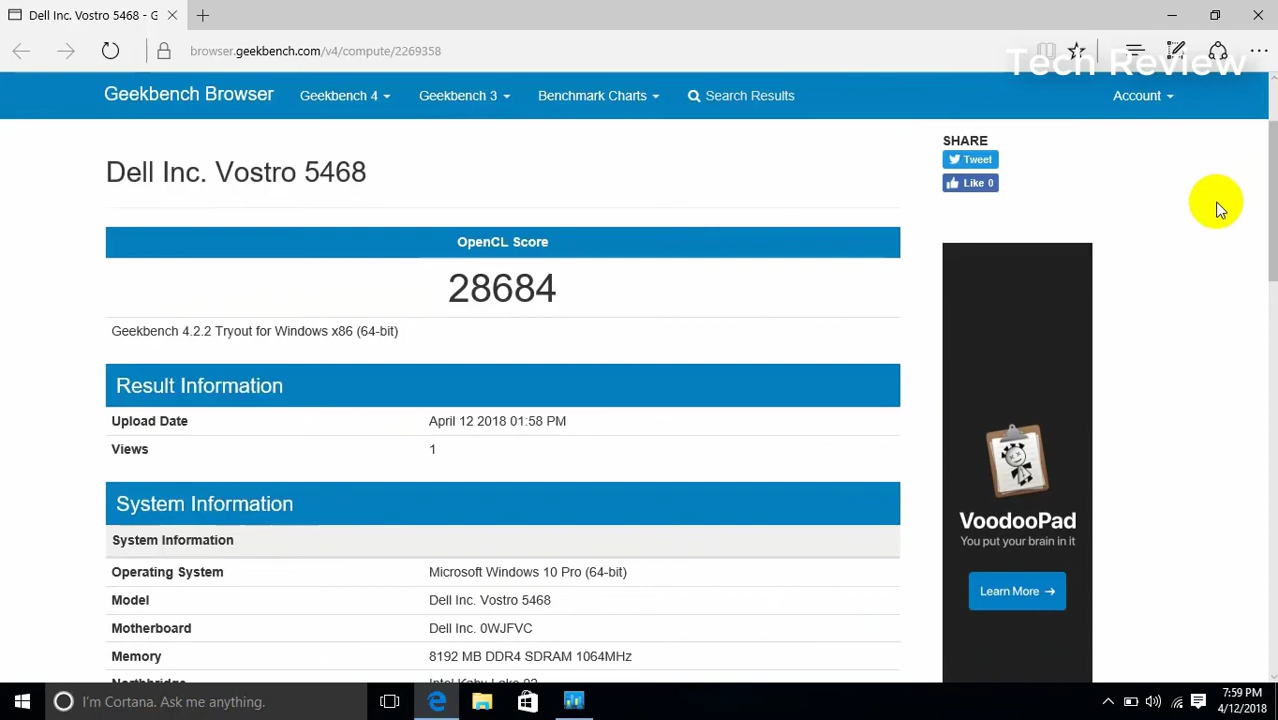 Dell Inc. Vostro 5468 - G
browser.geekbench.com/v4/compute/2269358
Tech Review
Geekbench Browser
Geekbench 4
Geekbench 3
Benchmark Charts
Search Results
Account
Dell Inc. Vostro 5468
SHARE
Tweet
Like 0
OpenCL Score
28684
Geekbench 4.2.2 Tryout for Windows x86 (64-bit)
Result Information
Upload Date April 12 2018 01:58 PM
Views 1
System Information
System Information
Operating System Microsoft Windows 10 Pro (64-bit)
Model Dell Inc. Vostro 5468
Motherboard Dell Inc. 0WJFVC
Memory 8192 MB DDR4 SDRAM 1064MHz
Northbridge Intel Kaby Lake 02
VoodooPad
You put your brain in it
Learn More →
I'm Cortana. Ask me anything.
7:59 PM
4/12/2018